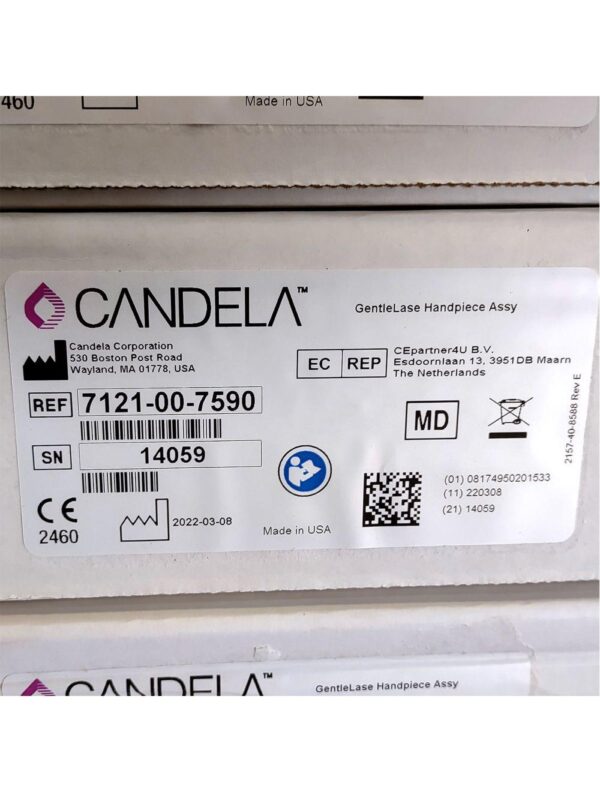 2460
Made in USA
CANDELA™
GentleLase Handpiece Assy
Candela Corporation
530 Boston Post Road
Wayland, MA 01778, USA
EC REP
CEpartner4U B.V.
Esdoornlaan 13, 3951DB Maarn
The Netherlands
REF 7121-00-7590
MD
SN 14059
2157-40-8588 Rev E
(01) 08174950201533
(11) 220308
(21) 14059
CE
2460
2022-03-08
Made in USA
CANDELA™
GentleLase Handpiece Assy